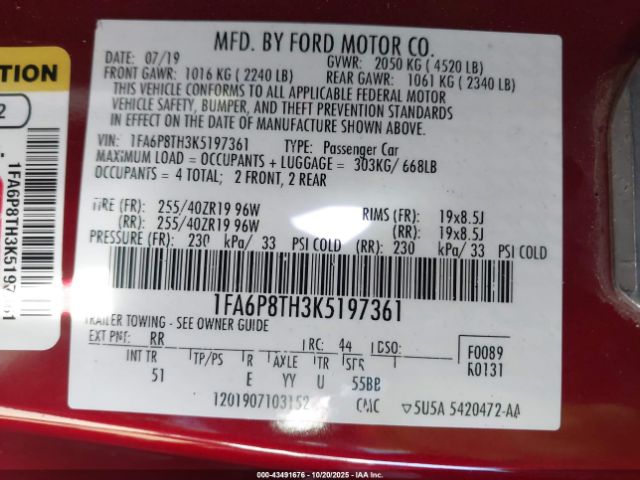 MFD. BY FORD MOTOR CO.
DATE: 07/19 GVWR: 2050 KG (4520 LB)
FRONT GAWR: 1016 KG (2240 LB) REAR GAWR: 1061 KG (2340 LB)
THIS VEHICLE CONFORMS TO ALL APPLICABLE FEDERAL MOTOR
VEHICLE SAFETY, BUMPER, AND THEFT PREVENTION STANDARDS
IN EFFECT ON THE DATE OF MANUFACTURE SHOWN ABOVE.
VIN: 1FA6P8TH3K5197361 TYPE: Passenger Car
MAXIMUM LOAD = OCCUPANTS + LUGGAGE = 303KG/ 668LB
OCCUPANTS = 4 TOTAL; 2 FRONT, 2 REAR
TIRE (FR): 255/40ZR19 96W RIMS (FR): 19x8.5J
(RR): 255/40ZR19 96W (RR): 19x8.5J
PRESSURE (FR): 230 kPa/ 33 PSI COLD (RR): 230 kPa/ 33 PSI COLD
1FA6P8TH3K5197361
TRAILER TOWING - SEE OWNER GUIDE
EXT PNT: RR RC: 44 DSO: F0089
INT TR TP/PS R AXLE TR SPR R0131
51 E YY U 55BB
1201907103152 CMC ▽5U5A 5420472-AA
TION
2
1FA6P8TH3K5197361
000-43491676 - 10/20/2025 - IAAI.COM